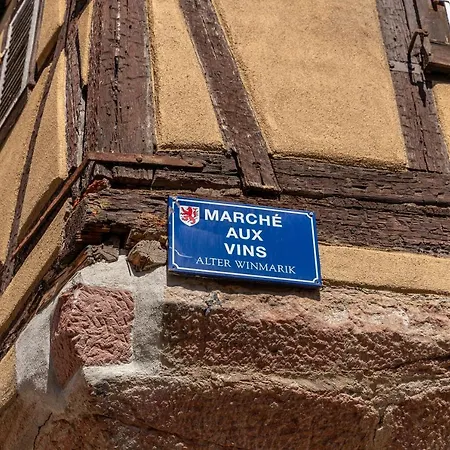 MARCHÉ
AUX
VINS
ALTER WINMARIK